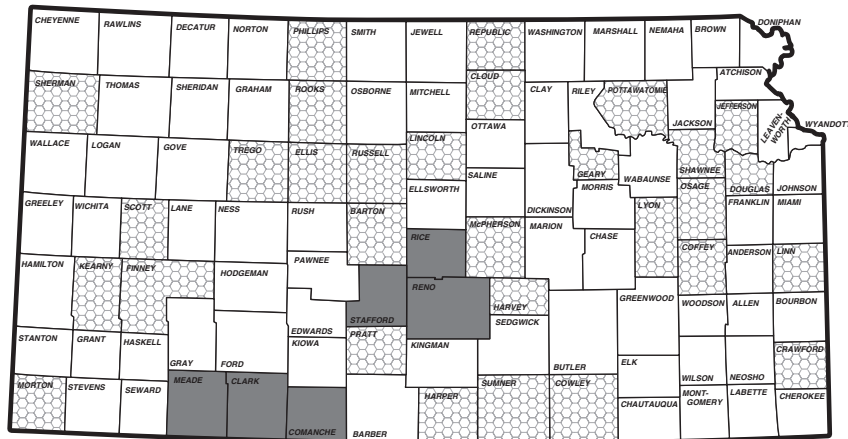 CHEYENNE
RAWLINS
DECATUR
NORTON
PHILLIPS
SMITH
JEWELL
REPUBLIC
WASHINGTON
MARSHALL
NEMAHA
BROWN
DONIPHAN
SHERMAN
THOMAS
SHERIDAN
GRAHAM
ROOKS
OSBORNE
MITCHELL
CLOUD
CLAY
RILEY
POTTAWATOMIE
JACKSON
ATCHISON
JEFFERSON
LEAVEN-
WORTH
WYANDOTT
WALLACE
LOGAN
GOVE
TREGO
ELLIS
RUSSELL
LINCOLN
OTTAWA
SALINE
ELLSWORTH
DICKINSON
GEARY
MORRIS
WABAUNSE
SHAWNEE
OSAGE
DOUGLAS
JOHNSON
GREELEY
WICHITA
SCOTT
LANE
NESS
RUSH
BARTON
RICE
McPHERSON
MARION
CHASE
LYON
FRANKLIN
MIAMI
HAMILTON
KEARNY
FINNEY
HODGEMAN
PAWNEE
STAFFORD
RENO
HARVEY
SEDGWICK
BUTLER
GREENWOOD
COFFEY
ANDERSON
LINN
WOODSON
ALLEN
BOURBON
STANTON
GRANT
HASKELL
GRAY
FORD
EDWARDS
KIOWA
PRATT
KINGMAN
ELK
WILSON
NEOSHO
CRAWFORD
MORTON
STEVENS
SEWARD
MEADE
CLARK
COMANCHE
BARBER
HARPER
SUMNER
COWLEY
CHAUTAUQUA
MONT-
GOMERY
LABETTE
CHEROKEE